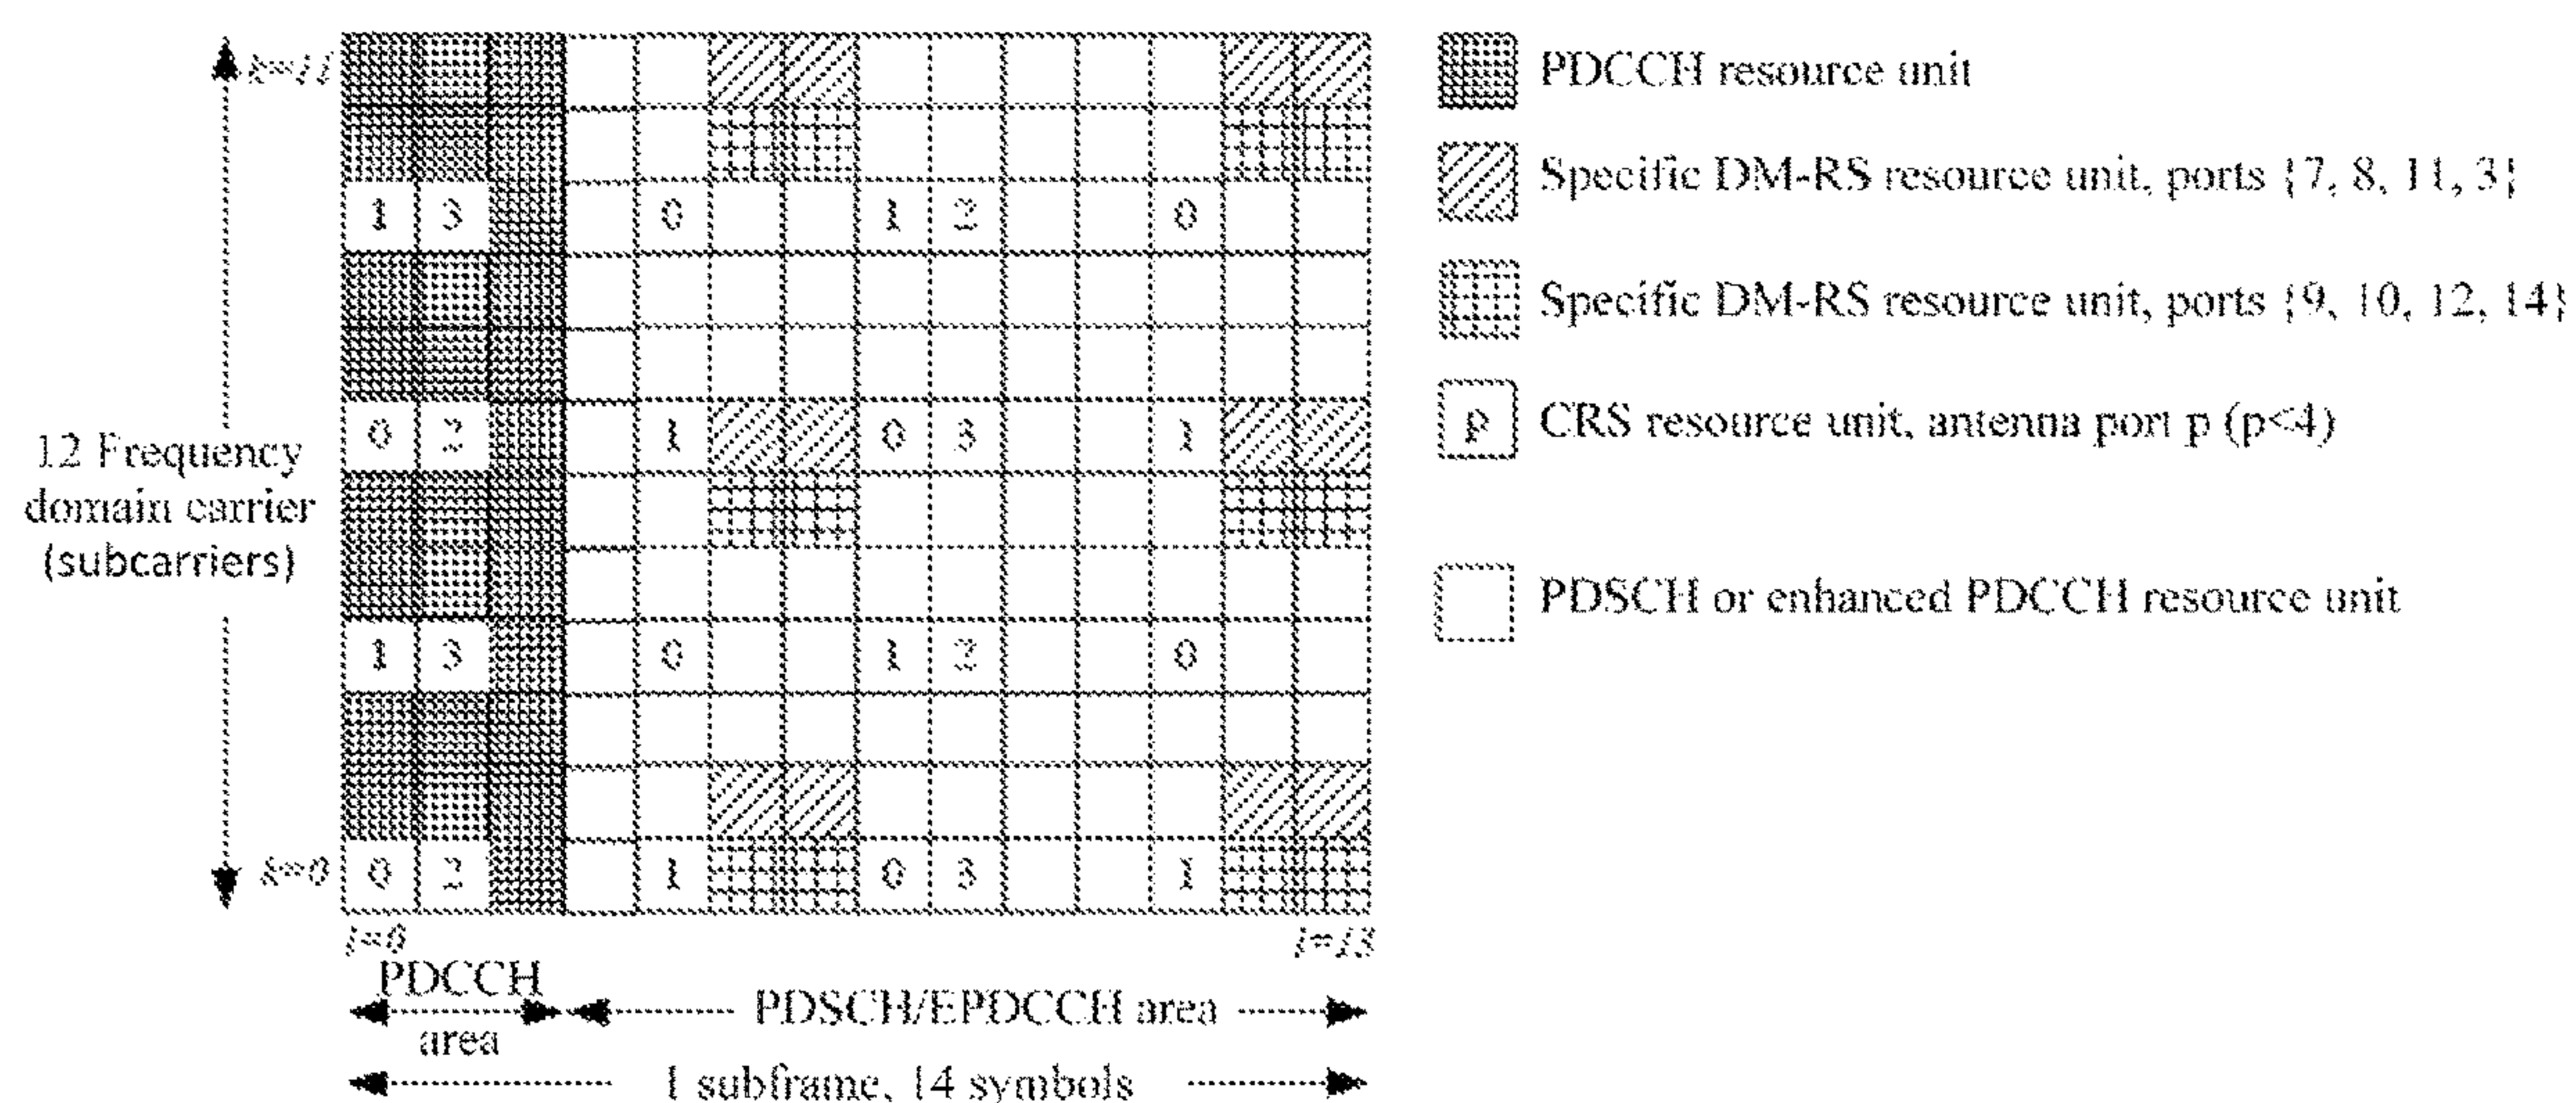 k=11
PDCCH resource unit
Specific DM-RS resource unit, ports {7, 8, 11, 3}
1 3 0 1 2 0
Specific DM-RS resource unit, ports {9, 10, 12, 14}
0 2 1 0 3 1
p CRS resource unit, antenna port p (p<4)
12 Frequency
domain carrier
(subcarriers)
PDSCH or enhanced PDCCH resource unit
1 3 0 1 2 0
k=0 0 2 1 0 3 1
l=0 l=13
PDCCH
area
PDSCH/EPDCCH area
1 subframe, 14 symbols